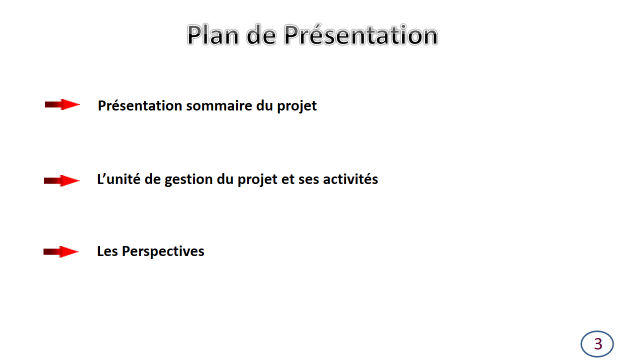 Plan de Présentation
Présentation sommaire du projet
L’unité de gestion du projet et ses activités
Les Perspectives
3